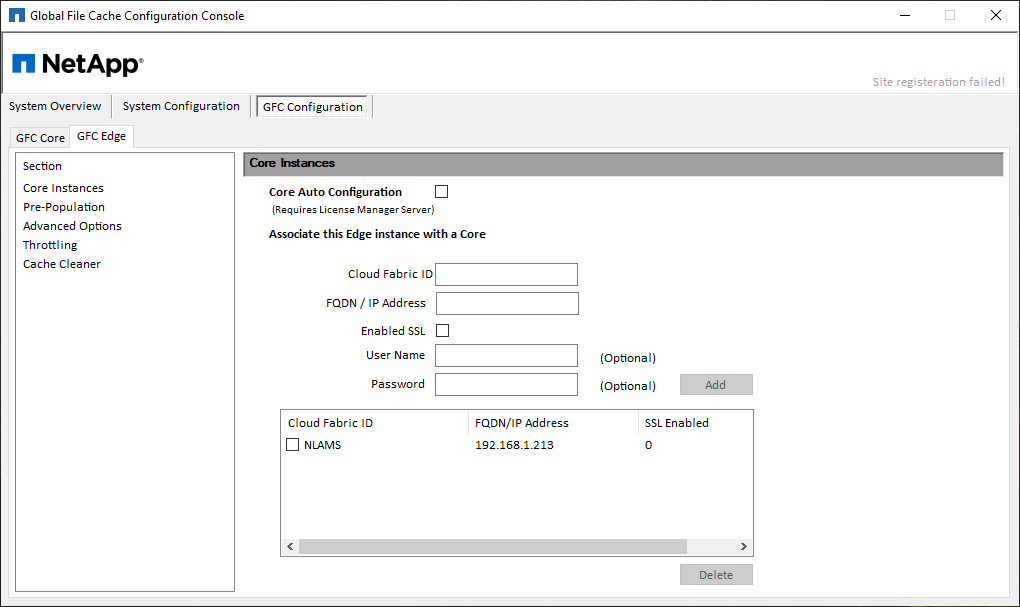 Global File Cache Configuration Console
NetApp®
Site registeration failed!
System Overview System Configuration GFC Configuration
GFC Core GFC Edge
Section
Core Instances
Pre-Population
Advanced Options
Throttling
Cache Cleaner
Core Instances
Core Auto Configuration
(Requires License Manager Server)
Associate this Edge instance with a Core
Cloud Fabric ID
FQDN / IP Address
Enabled SSL
User Name (Optional)
Password (Optional) Add
Cloud Fabric ID FQDN/IP Address SSL Enabled
NLAMS 192.168.1.213 0
Delete